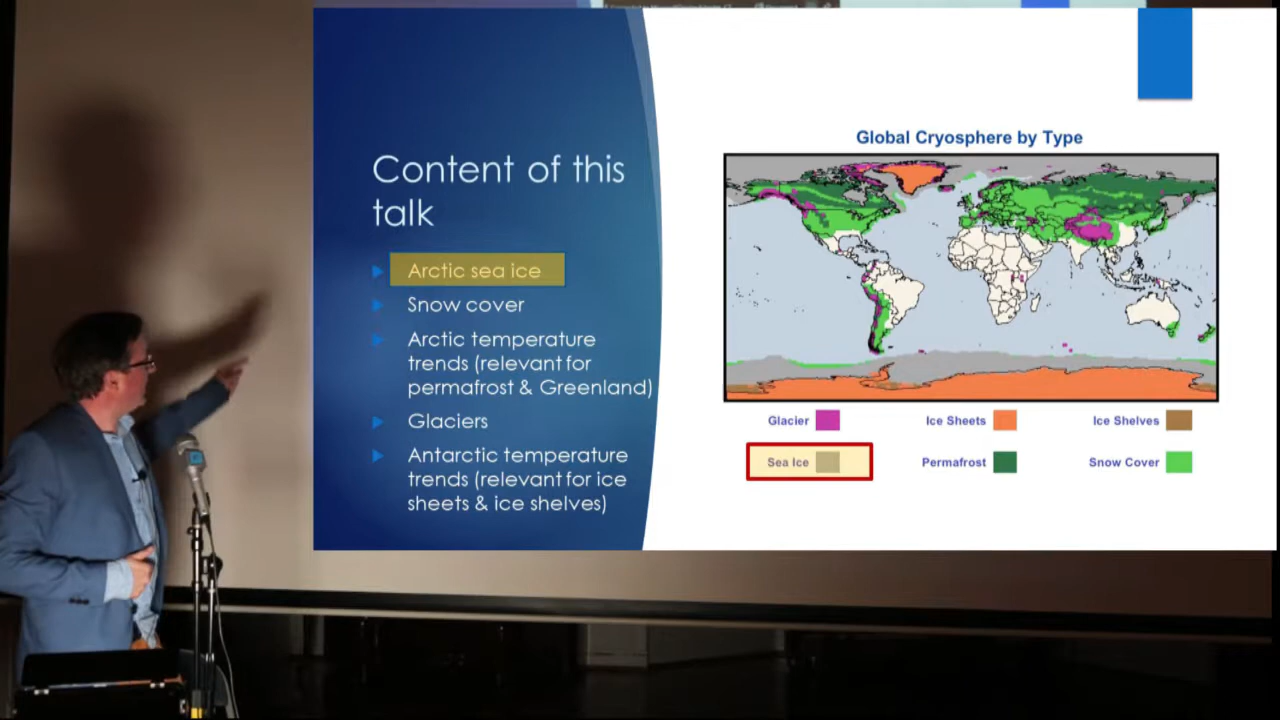 Content of this
talk
Arctic sea ice
Snow cover
Arctic temperature
trends (relevant for
permafrost & Greenland)
Glaciers
Antarctic temperature
trends (relevant for ice
sheets & ice shelves)
Global Cryosphere by Type
Glacier
Ice Sheets
Ice Shelves
Sea Ice
Permafrost
Snow Cover